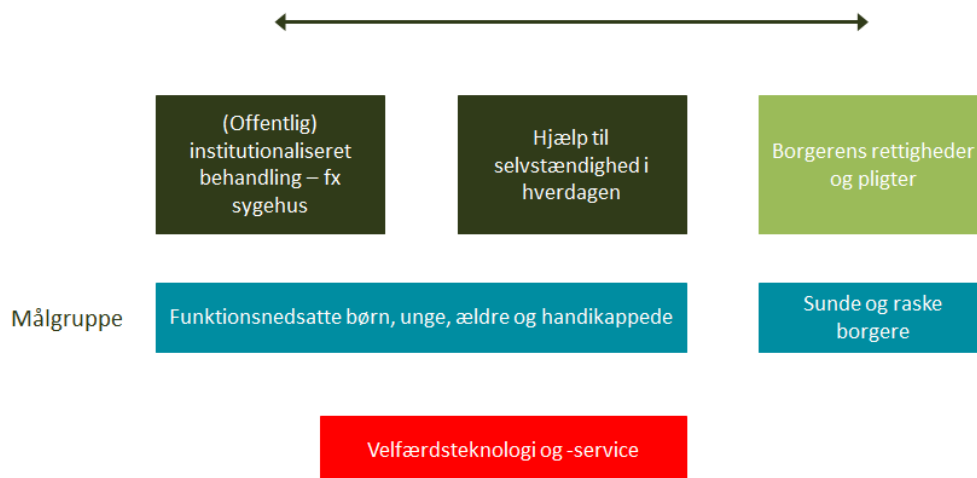 (Offentlig)
institutionaliseret
behandling – fx
sygehus
Hjælp til
selvstændighed i
hverdagen
Borgerens rettigheder
og pligter
Målgruppe
Funktionsnedsatte børn, unge, ældre og handikappede
Sunde og raske
borgere
Velfærdsteknologi og -service